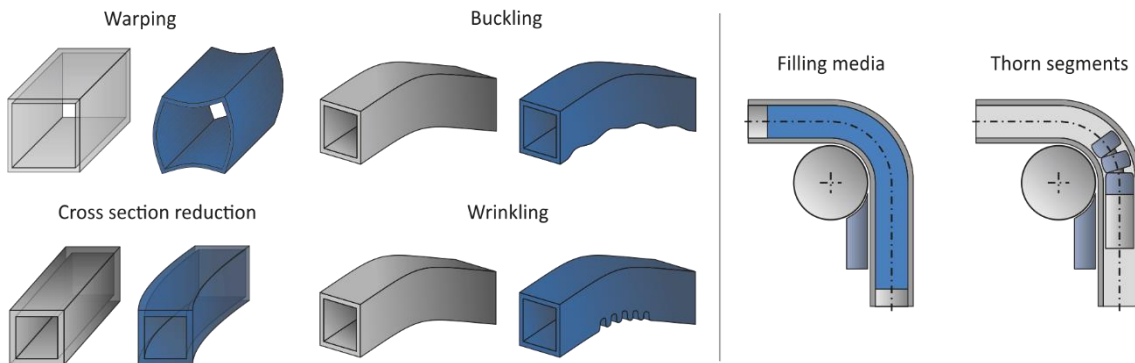 Warping
Buckling
Filling media
Thorn segments
Cross section reduction
Wrinkling